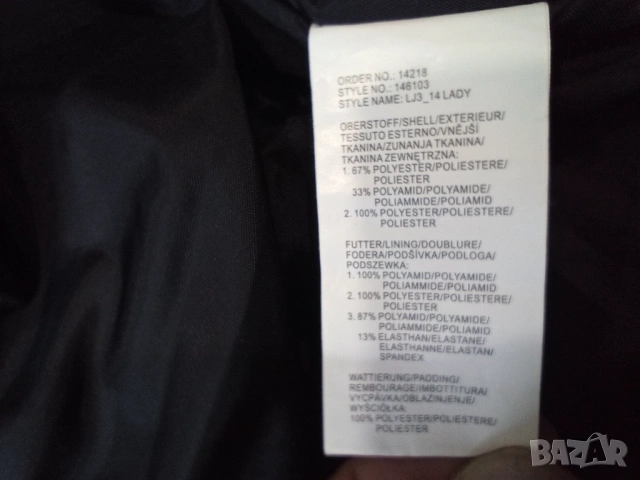 ORDER NO.: 14218
STYLE NO.: 146103
STYLE NAME: LJ3_14 LADY
OBERSTOFF/SHELL/EXTERIEUR/
TESSUTO ESTERNO/VNĚJŠÍ
TKANINA/ZUNANJA TKANINA/
TKANINA ZEWNĘTRZNA:
1. 67% POLYESTER/POLIESTERE/
POLIESTER
33% POLYAMID/POLYAMIDE/
POLIAMMIDE/POLIAMID
2. 100% POLYESTER/POLIESTERE/
POLIESTER
FUTTER/LINING/DOUBLURE/
FODERA/PODŠÍVKA/PODLOGA/
PODSZEWKA:
1. 100% POLYAMID/POLYAMIDE/
POLIAMMIDE/POLIAMID
2. 100% POLYESTER/POLIESTERE/
POLIESTER
3. 87% POLYAMID/POLYAMIDE/
POLIAMMIDE/POLIAMID
13% ELASTHAN/ELASTANE/
ELASTHANNE/ELASTAN/
SPANDEX
WATTIERUNG/PADDING/
REMBOURAGE/IMBOTTITURA/
VYCPÁVKA/OBLAZINJENJE/
WYŚCIÓŁKA:
100% POLYESTER/POLIESTERE/
POLIESTER
BAZAR